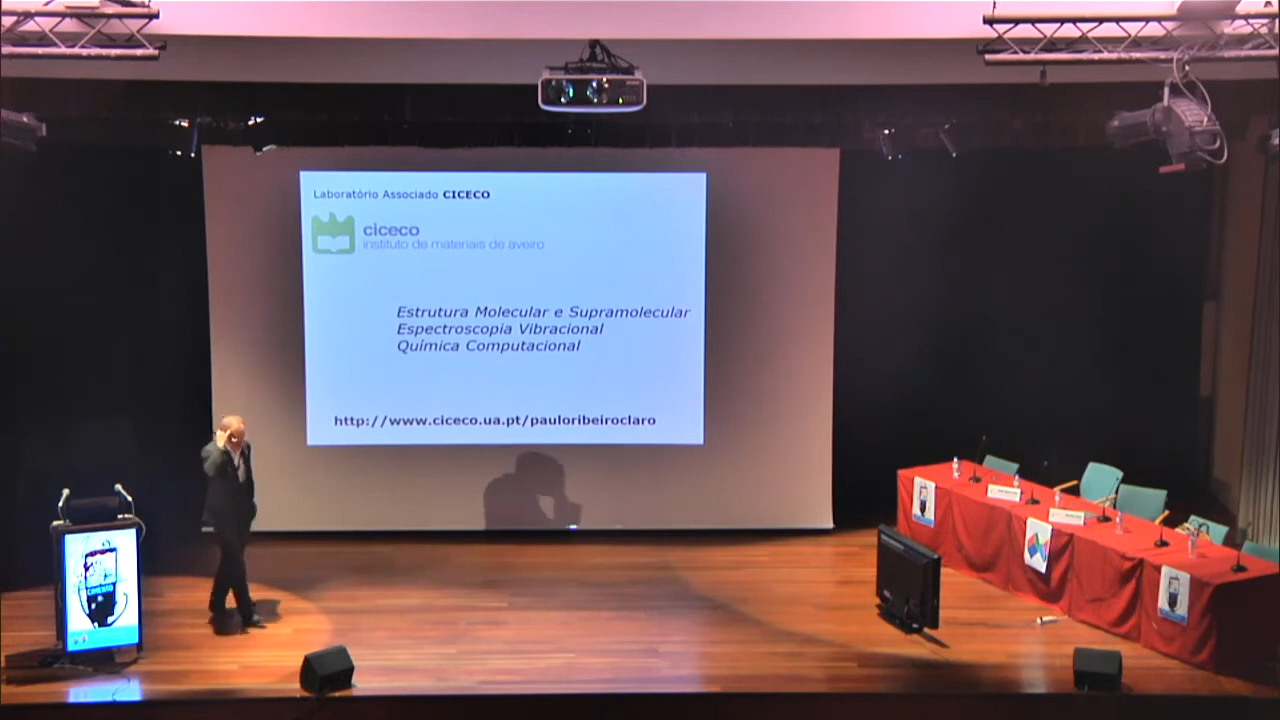 Laboratório Associado CICECO
ciceco
instituto de materiais de aveiro
Estrutura Molecular e Supramolecular
Espectroscopia Vibracional
Química Computacional
http://www.ciceco.ua.pt/pauloribeiroclaro